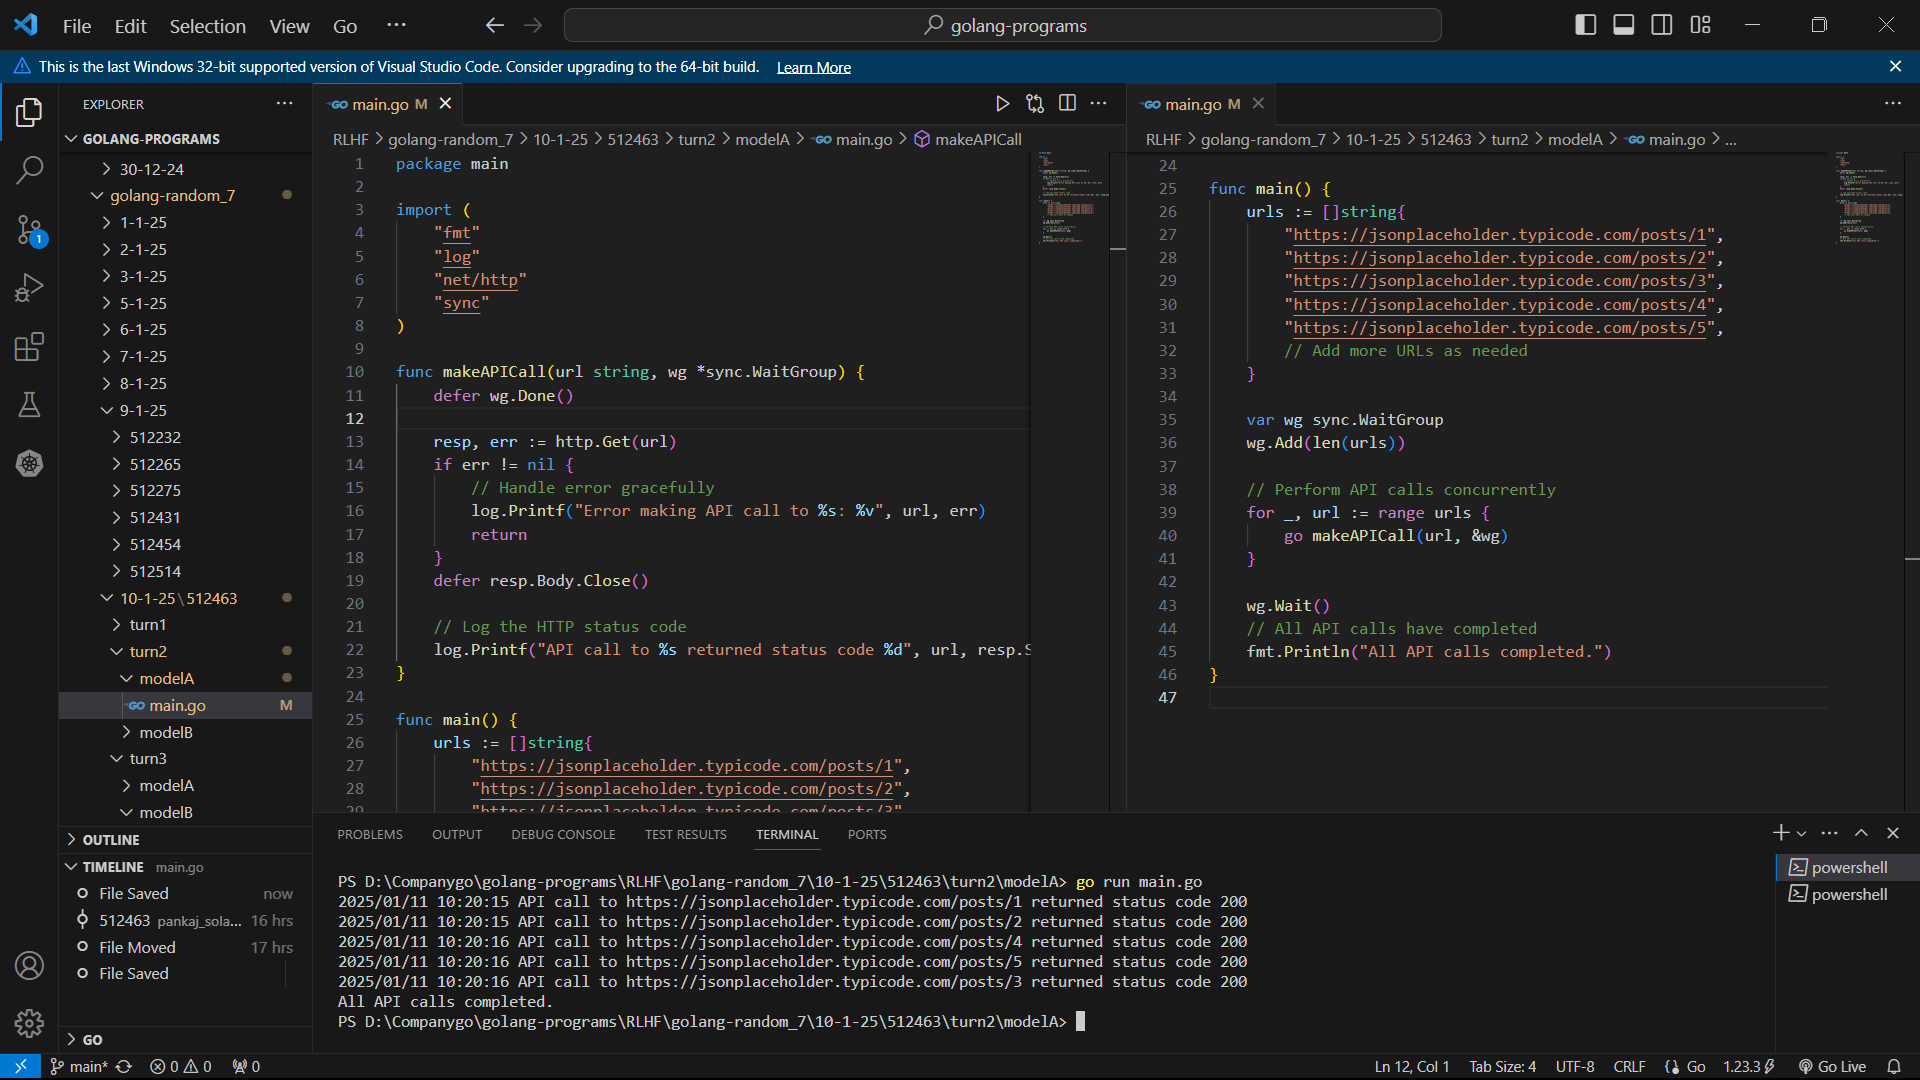 File Edit Selection View Go ··· golang-programs
This is the last Windows 32-bit supported version of Visual Studio Code. Consider upgrading to the 64-bit build. Learn More
EXPLORER
GOLANG-PROGRAMS
30-12-24
golang-random_7
1-1-25
2-1-25
3-1-25
5-1-25
6-1-25
7-1-25
8-1-25
9-1-25
512232
512265
512275
512431
512454
512514
10-1-25\512463
turn1
turn2
modelA
main.go M
modelB
turn3
modelA
modelB
OUTLINE
TIMELINE main.go
File Saved now
512463 pankaj_sola... 16 hrs
File Moved 17 hrs
File Saved
GO
1
main.go M
RLHF > golang-random_7 > 10-1-25 > 512463 > turn2 > modelA > main.go > makeAPICall
1 package main
2
3 import (
4 "fmt"
5 "log"
6 "net/http"
7 "sync"
8 )
9
10 func makeAPICall(url string, wg *sync.WaitGroup) {
11 defer wg.Done()
12
13 resp, err := http.Get(url)
14 if err != nil {
15 // Handle error gracefully
16 log.Printf("Error making API call to %s: %v", url, err)
17 return
18 }
19 defer resp.Body.Close()
20
21 // Log the HTTP status code
22 log.Printf("API call to %s returned status code %d", url, resp.S
23 }
24
25 func main() {
26 urls := []string{
27 "https://jsonplaceholder.typicode.com/posts/1",
28 "https://jsonplaceholder.typicode.com/posts/2",
29 "https://jsonplaceholder.typicode.com/posts/3"
main.go M
RLHF > golang-random_7 > 10-1-25 > 512463 > turn2 > modelA > main.go > ...
24
25 func main() {
26 urls := []string{
27 "https://jsonplaceholder.typicode.com/posts/1",
28 "https://jsonplaceholder.typicode.com/posts/2",
29 "https://jsonplaceholder.typicode.com/posts/3",
30 "https://jsonplaceholder.typicode.com/posts/4",
31 "https://jsonplaceholder.typicode.com/posts/5",
32 // Add more URLs as needed
33 }
34
35 var wg sync.WaitGroup
36 wg.Add(len(urls))
37
38 // Perform API calls concurrently
39 for _, url := range urls {
40 go makeAPICall(url, &wg)
41 }
42
43 wg.Wait()
44 // All API calls have completed
45 fmt.Println("All API calls completed.")
46 }
47
PROBLEMS OUTPUT DEBUG CONSOLE TEST RESULTS TERMINAL PORTS
PS D:\Companygo\golang-programs\RLHF\golang-random_7\10-1-25\512463\turn2\modelA> go run main.go
2025/01/11 10:20:15 API call to https://jsonplaceholder.typicode.com/posts/1 returned status code 200
2025/01/11 10:20:15 API call to https://jsonplaceholder.typicode.com/posts/2 returned status code 200
2025/01/11 10:20:16 API call to https://jsonplaceholder.typicode.com/posts/4 returned status code 200
2025/01/11 10:20:16 API call to https://jsonplaceholder.typicode.com/posts/5 returned status code 200
2025/01/11 10:20:16 API call to https://jsonplaceholder.typicode.com/posts/3 returned status code 200
All API calls completed.
PS D:\Companygo\golang-programs\RLHF\golang-random_7\10-1-25\512463\turn2\modelA>
powershell
powershell
main* 0 0 0 Ln 12, Col 1 Tab Size: 4 UTF-8 CRLF Go 1.23.3 Go Live